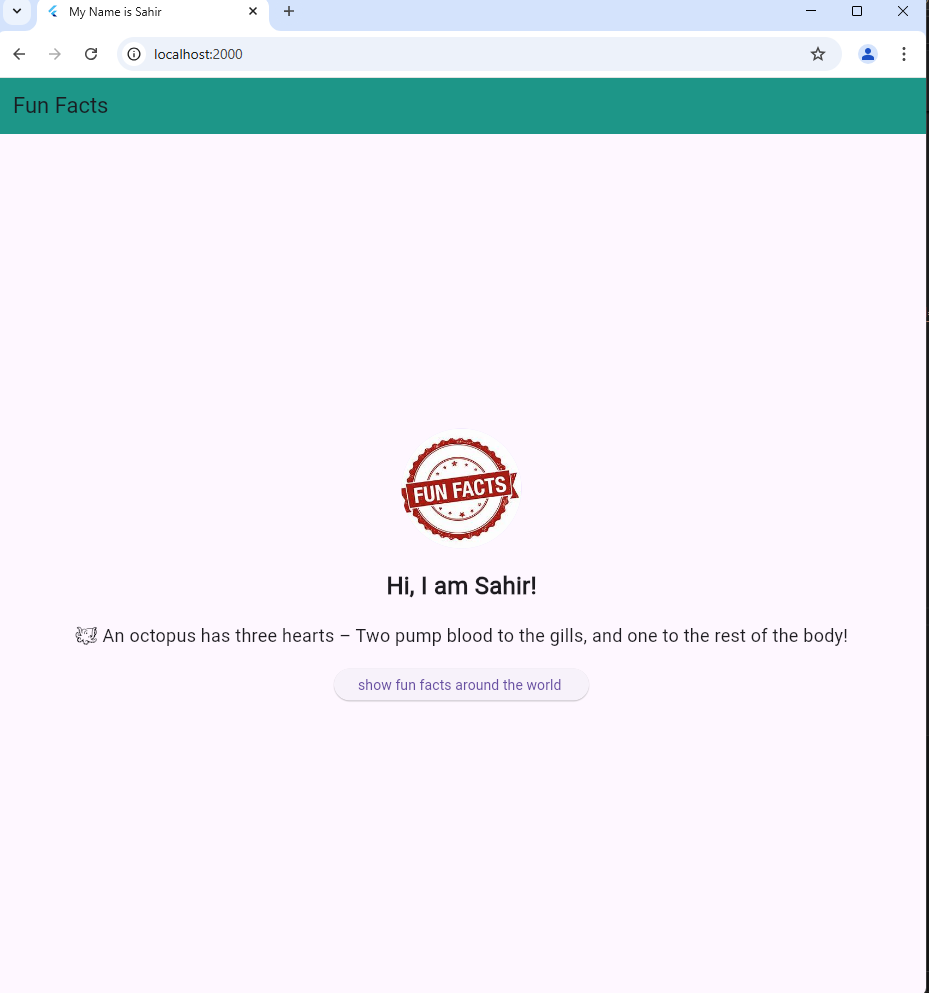 My Name is Sahir
localhost:2000
Fun Facts
FUN FACTS
Hi, I am Sahir!
🐙 An octopus has three hearts – Two pump blood to the gills, and one to the rest of the body!
show fun facts around the world